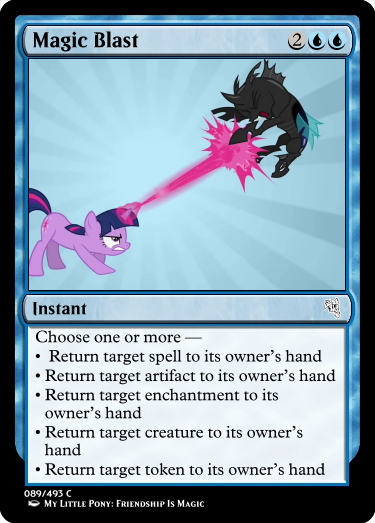 Magic Blast 2
Instant
Choose one or more —
• Return target spell to its owner's hand
• Return target artifact to its owner's hand
• Return target enchantment to its
owner's hand
• Return target creature to its owner's
hand
• Return target token to its owner's hand
089/493 C
My Little Pony: Friendship Is Magic